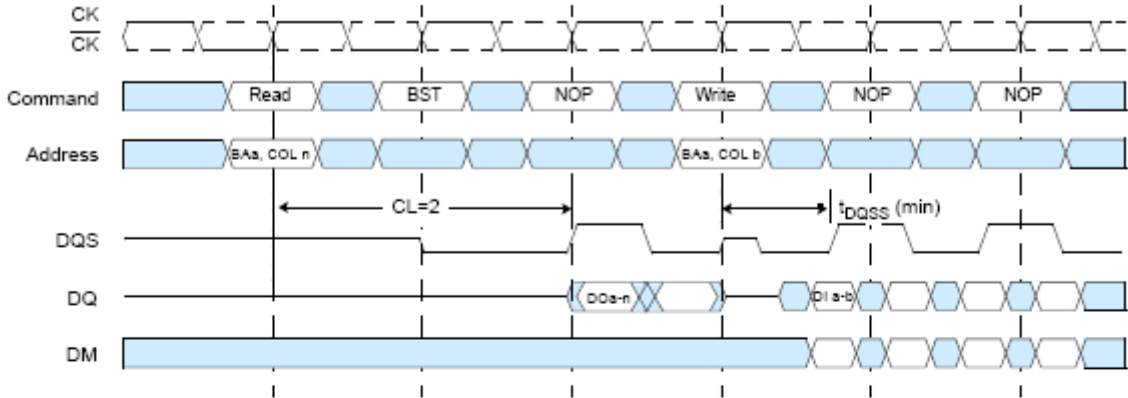 CK
CK
Command Read BST NOP Write NOP NOP
Address BAa, COL n BAa, COL b
CL=2 tDQSS (min)
DQS
DQ DOa-n DI a-b
DM